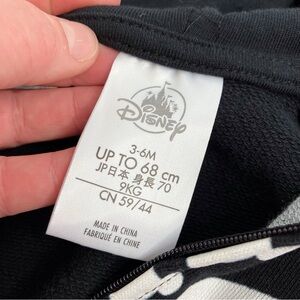 Disney
3-6M
UP TO 68 cm
JP日本 身長 70
9KG
CN 59/44
MADE IN CHINA
FABRIQUÉ EN CHINE